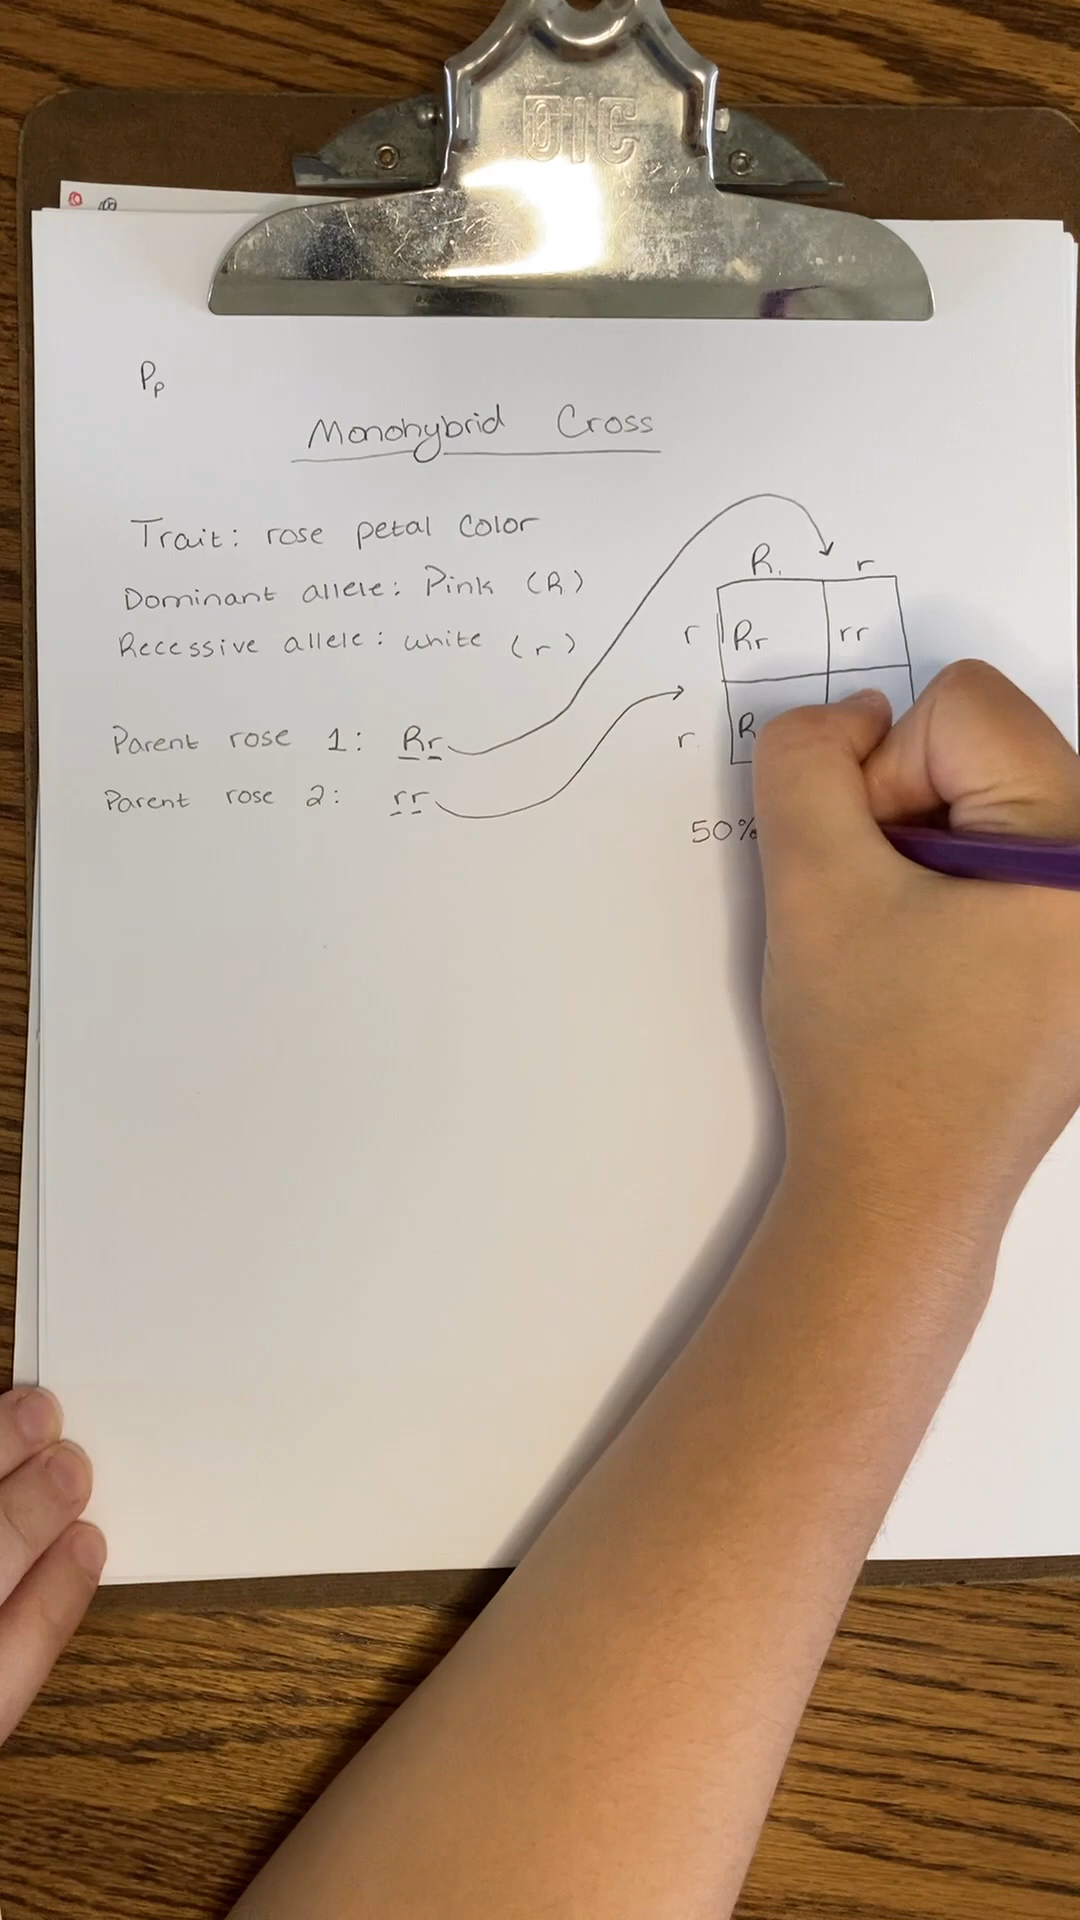 OIC
Pp
Monohybrid Cross
Trait: rose petal color
Dominant allele: Pink (R)
Recessive allele: white (r)
Parent rose 1: Rr
Parent rose 2: rr
R r
r Rr rr
r R
50%